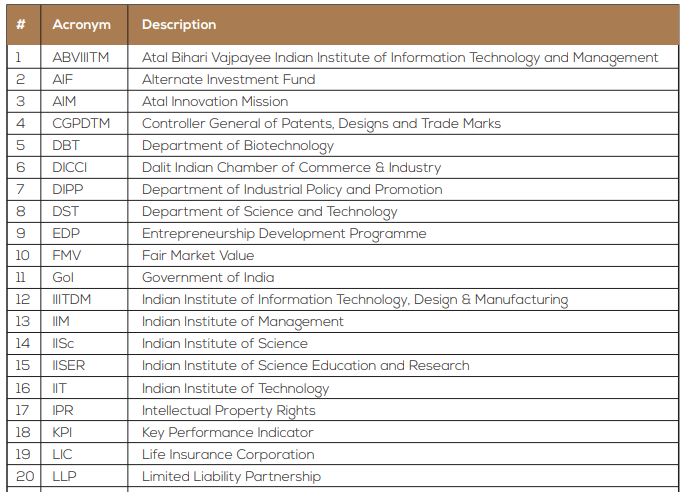 # Acronym Description
1 ABVIIITM Atal Bihari Vajpayee Indian Institute of Information Technology and Management
2 AIF Alternate Investment Fund
3 AIM Atal Innovation Mission
4 CGPDTM Controller General of Patents, Designs and Trade Marks
5 DBT Department of Biotechnology
6 DICCI Dalit Indian Chamber of Commerce & Industry
7 DIPP Department of Industrial Policy and Promotion
8 DST Department of Science and Technology
9 EDP Entrepreneurship Development Programme
10 FMV Fair Market Value
11 GoI Government of India
12 IIITDM Indian Institute of Information Technology, Design & Manufacturing
13 IIM Indian Institute of Management
14 IISc Indian Institute of Science
15 IISER Indian Institute of Science Education and Research
16 IIT Indian Institute of Technology
17 IPR Intellectual Property Rights
18 KPI Key Performance Indicator
19 LIC Life Insurance Corporation
20 LLP Limited Liability Partnership